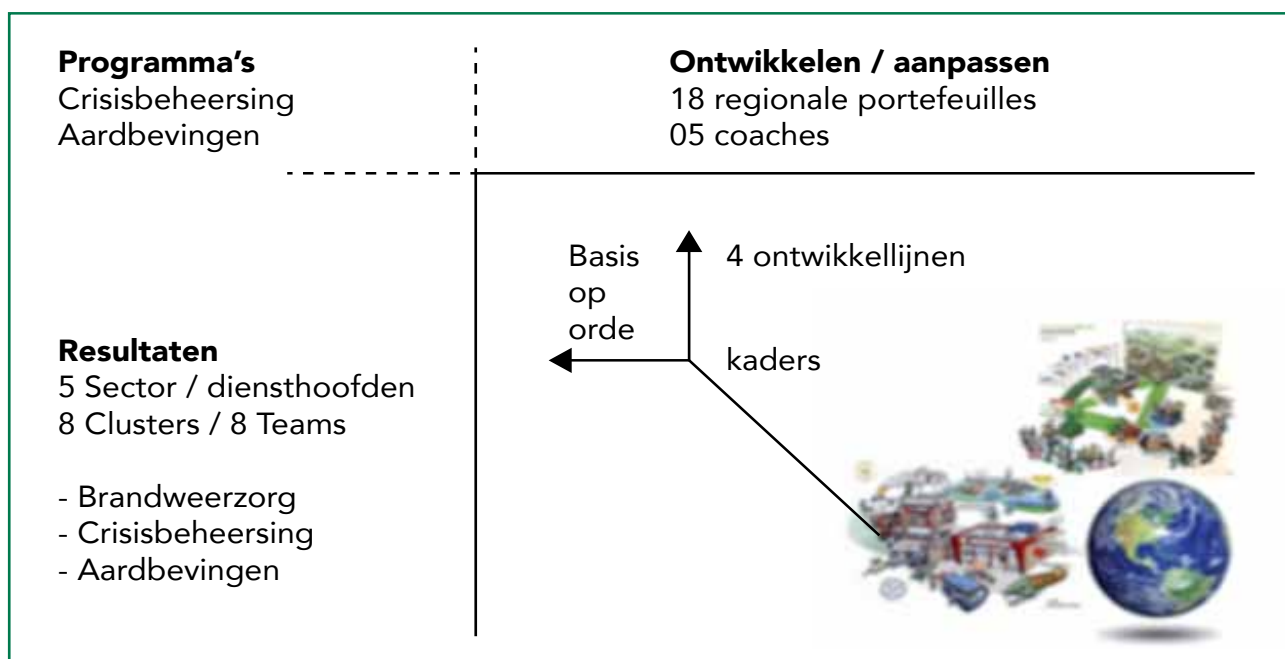 Programma's
Crisisbeheersing
Aardbevingen
Ontwikkelen / aanpassen
18 regionale portefeuilles
05 coaches
Basis
op
orde
4 ontwikkellijnen
kaders
Resultaten
5 Sector / diensthoofden
8 Clusters / 8 Teams
- Brandweerzorg
- Crisisbeheersing
- Aardbevingen